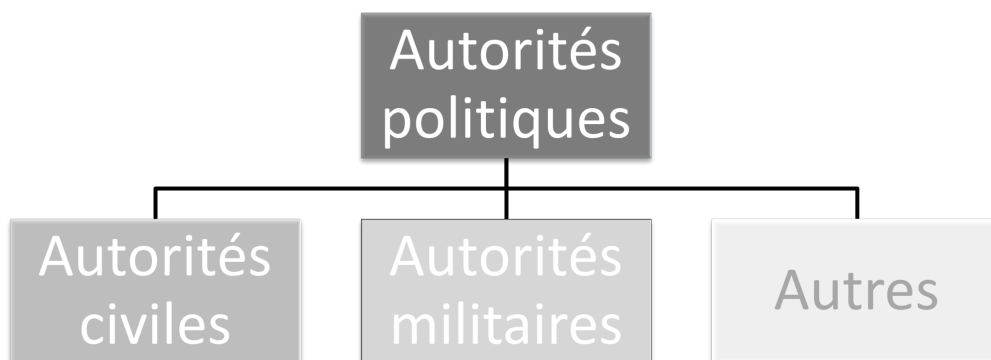 Autorités
politiques
Autorités
civiles
Autorités
militaires
Autres